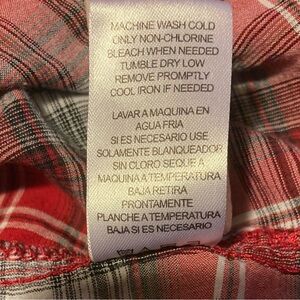 MACHINE WASH COLD
ONLY NON-CHLORINE
BLEACH WHEN NEEDED
TUMBLE DRY LOW
REMOVE PROMPTLY
COOL IRON IF NEEDED
LAVAR A MAQUINA EN
AGUA FRIA
SI ES NECESARIO USE
SOLAMENTE BLANQUEADOR
SIN CLORO SEQUE A
MAQUINA A TEMPERATURA
BAJA RETIRA
PRONTAMENTE
PLANCHE A TEMPERATURA
BAJA SI ES NECESARIO